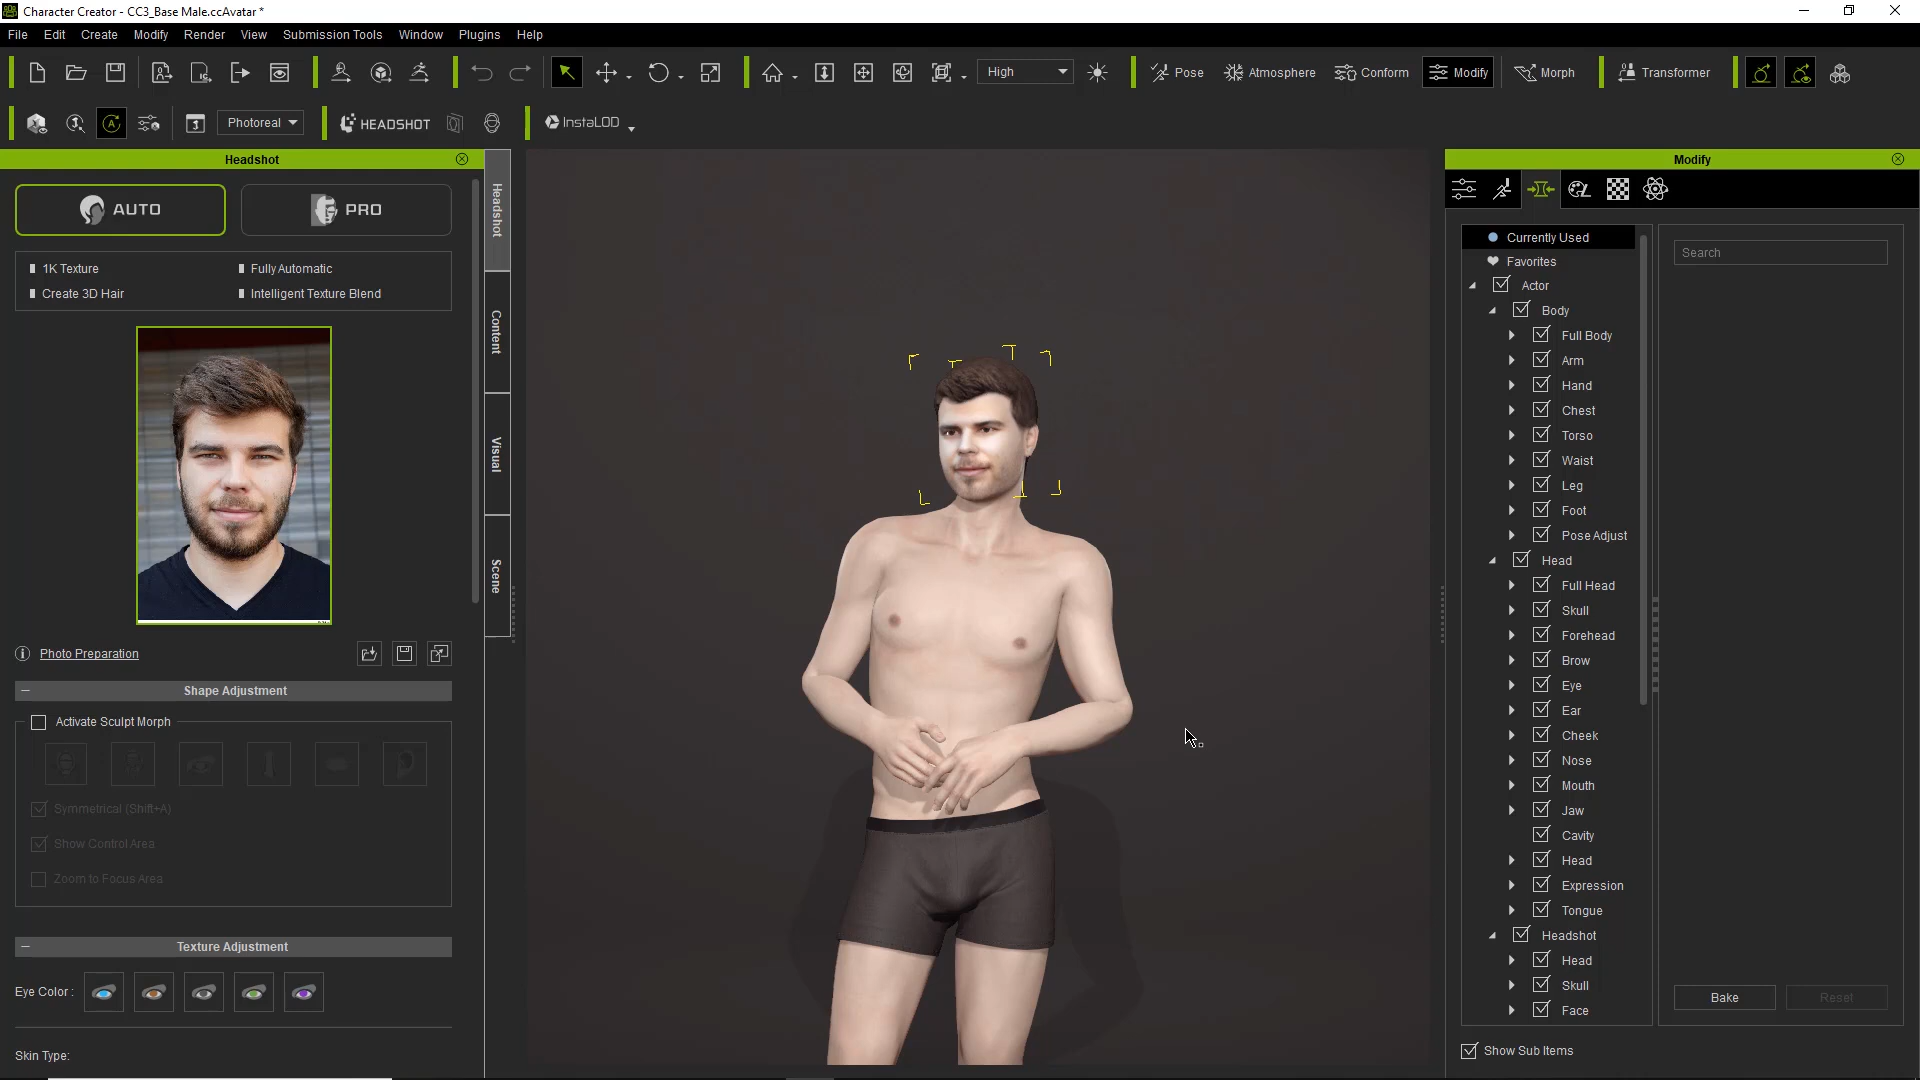 Character Creator - CC3_Base Male.ccAvatar *
File Edit Create Modify Render View Submission Tools Window Plugins Help
High Pose Atmosphere Conform Modify Morph Transformer
Photoreal HEADSHOT InstaLOD
Headshot
AUTO PRO
1K Texture Fully Automatic
Create 3D Hair Intelligent Texture Blend
Photo Preparation
Shape Adjustment
Activate Sculpt Morph
Symmetrical (Shift+A)
Show Control Area
Zoom to Focus Area
Texture Adjustment
Eye Color :
Skin Type:
Headshot
Content
Visual
Scene
Modify
Currently Used
Favorites
Actor
Body
Full Body
Arm
Hand
Chest
Torso
Waist
Leg
Foot
Pose Adjust
Head
Full Head
Skull
Forehead
Brow
Eye
Ear
Cheek
Nose
Mouth
Jaw
Cavity
Head
Expression
Tongue
Headshot
Head
Skull
Face
Show Sub Items
Search
Bake Reset